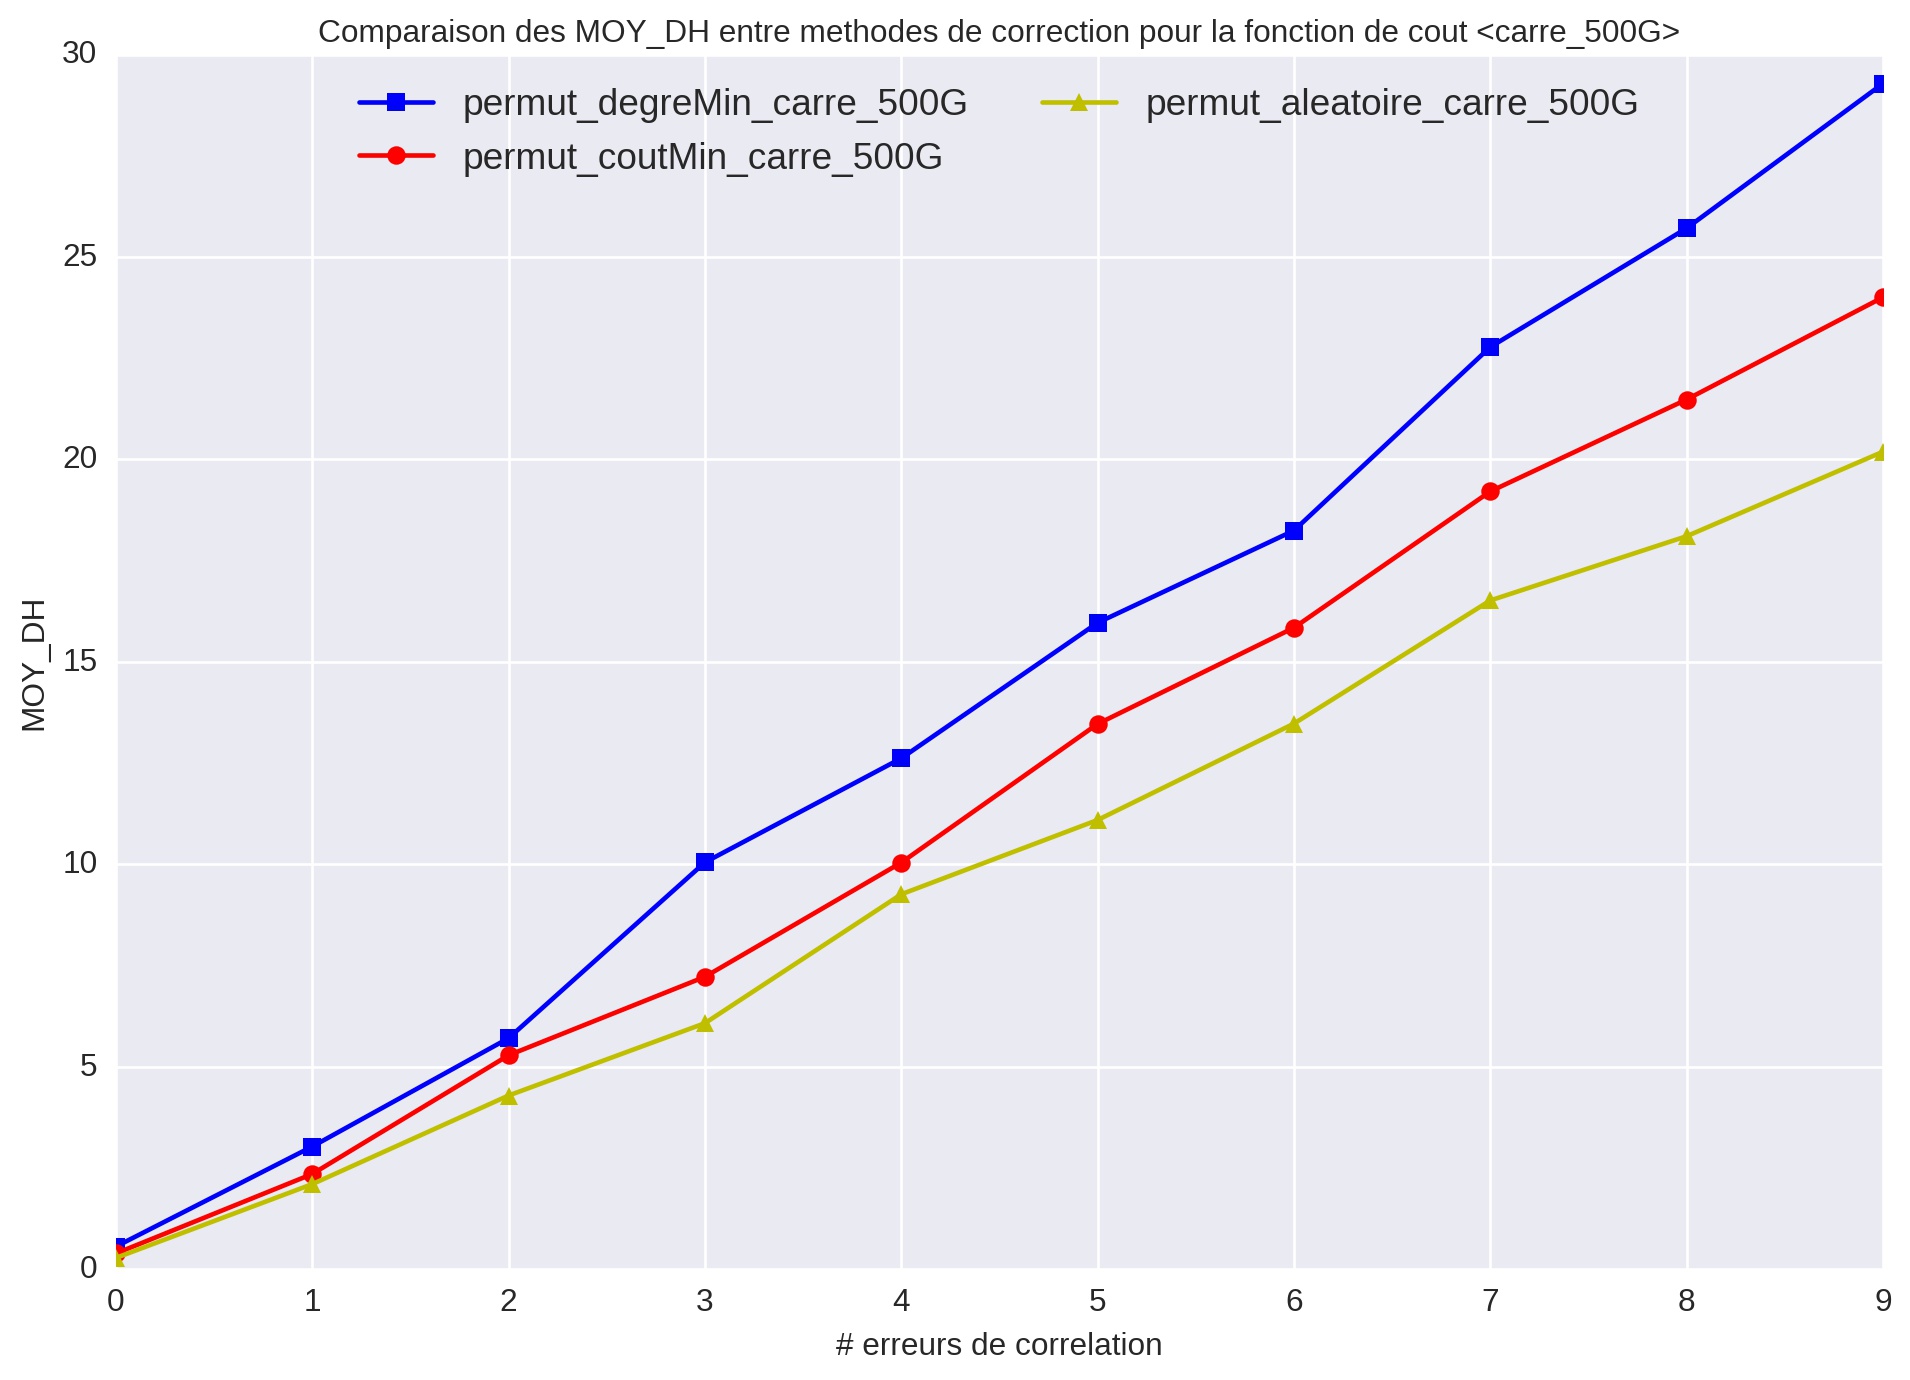 Comparaison des MOY_DH entre methodes de correction pour la fonction de cout <carre_500G>
permut_degreMin_carre_500G
permut_coutMin_carre_500G
permut_aleatoire_carre_500G
MOY_DH
30
25
20
15
10
5
0
0 1 2 3 4 5 6 7 8 9
# erreurs de correlation